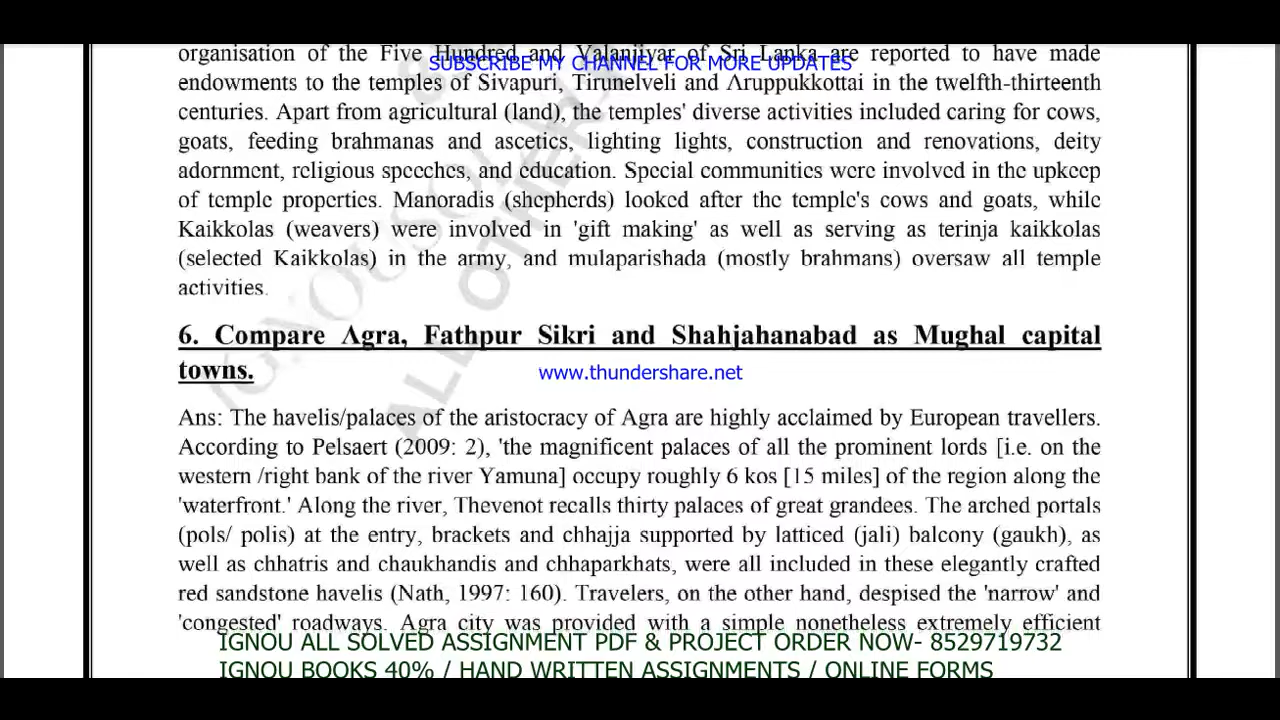 organisation of the Five Hundred and Valanjiyar of Sri Lanka are reported to have made
SUBSCRIBE MY CHANNEL FOR MORE UPDATES
endowments to the temples of Sivapuri, Tirunelveli and Aruppukkottai in the twelfth-thirteenth
centuries. Apart from agricultural (land), the temples' diverse activities included caring for cows,
goats, feeding brahmanas and ascetics, lighting lights, construction and renovations, deity
adornment, religious speeches, and education. Special communities were involved in the upkeep
of temple properties. Manoradis (shepherds) looked after the temple's cows and goats, while
Kaikkolas (weavers) were involved in 'gift making' as well as serving as terinja kaikkolas
(selected Kaikkolas) in the army, and mulaparishada (mostly brahmans) oversaw all temple
activities.
6. Compare Agra, Fathpur Sikri and Shahjahanabad as Mughal capital
towns.
www.thundershare.net
Ans: The havelis/palaces of the aristocracy of Agra are highly acclaimed by European travellers.
According to Pelsaert (2009: 2), 'the magnificent palaces of all the prominent lords [i.e. on the
western /right bank of the river Yamuna] occupy roughly 6 kos [15 miles] of the region along the
'waterfront.' Along the river, Thevenot recalls thirty palaces of great grandees. The arched portals
(pols/ polis) at the entry, brackets and chhajja supported by latticed (jali) balcony (gaukh), as
well as chhatris and chaukhandis and chhaparkhats, were all included in these elegantly crafted
red sandstone havelis (Nath, 1997: 160). Travelers, on the other hand, despised the 'narrow' and
'congested' roadways. Agra city was provided with a simple nonetheless extremely efficient
IGNOU ALL SOLVED ASSIGNMENT PDF & PROJECT ORDER NOW- 8529719732
IGNOU BOOKS 40% / HAND WRITTEN ASSIGNMENTS / ONLINE FORMS